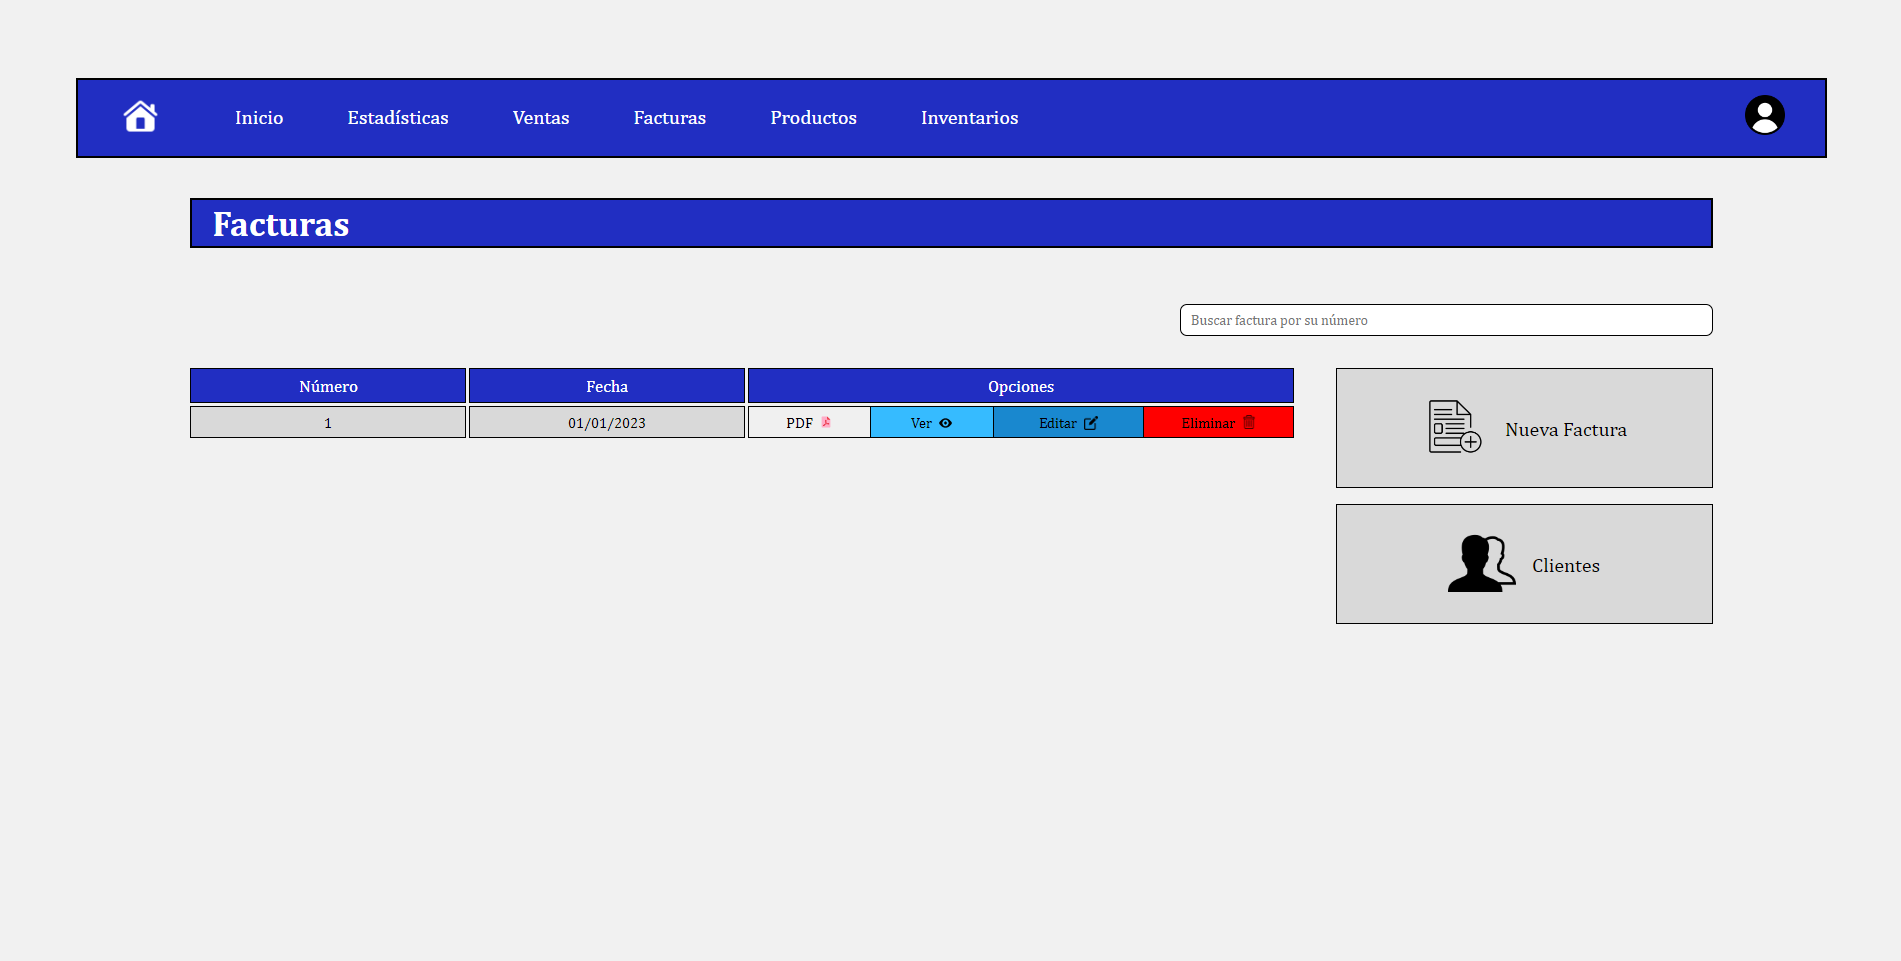 Inicio Estadísticas Ventas Facturas Productos Inventarios
Facturas
Buscar factura por su número
Número Fecha Opciones
1 01/01/2023 PDF Ver Editar Eliminar
Nueva Factura
Clientes